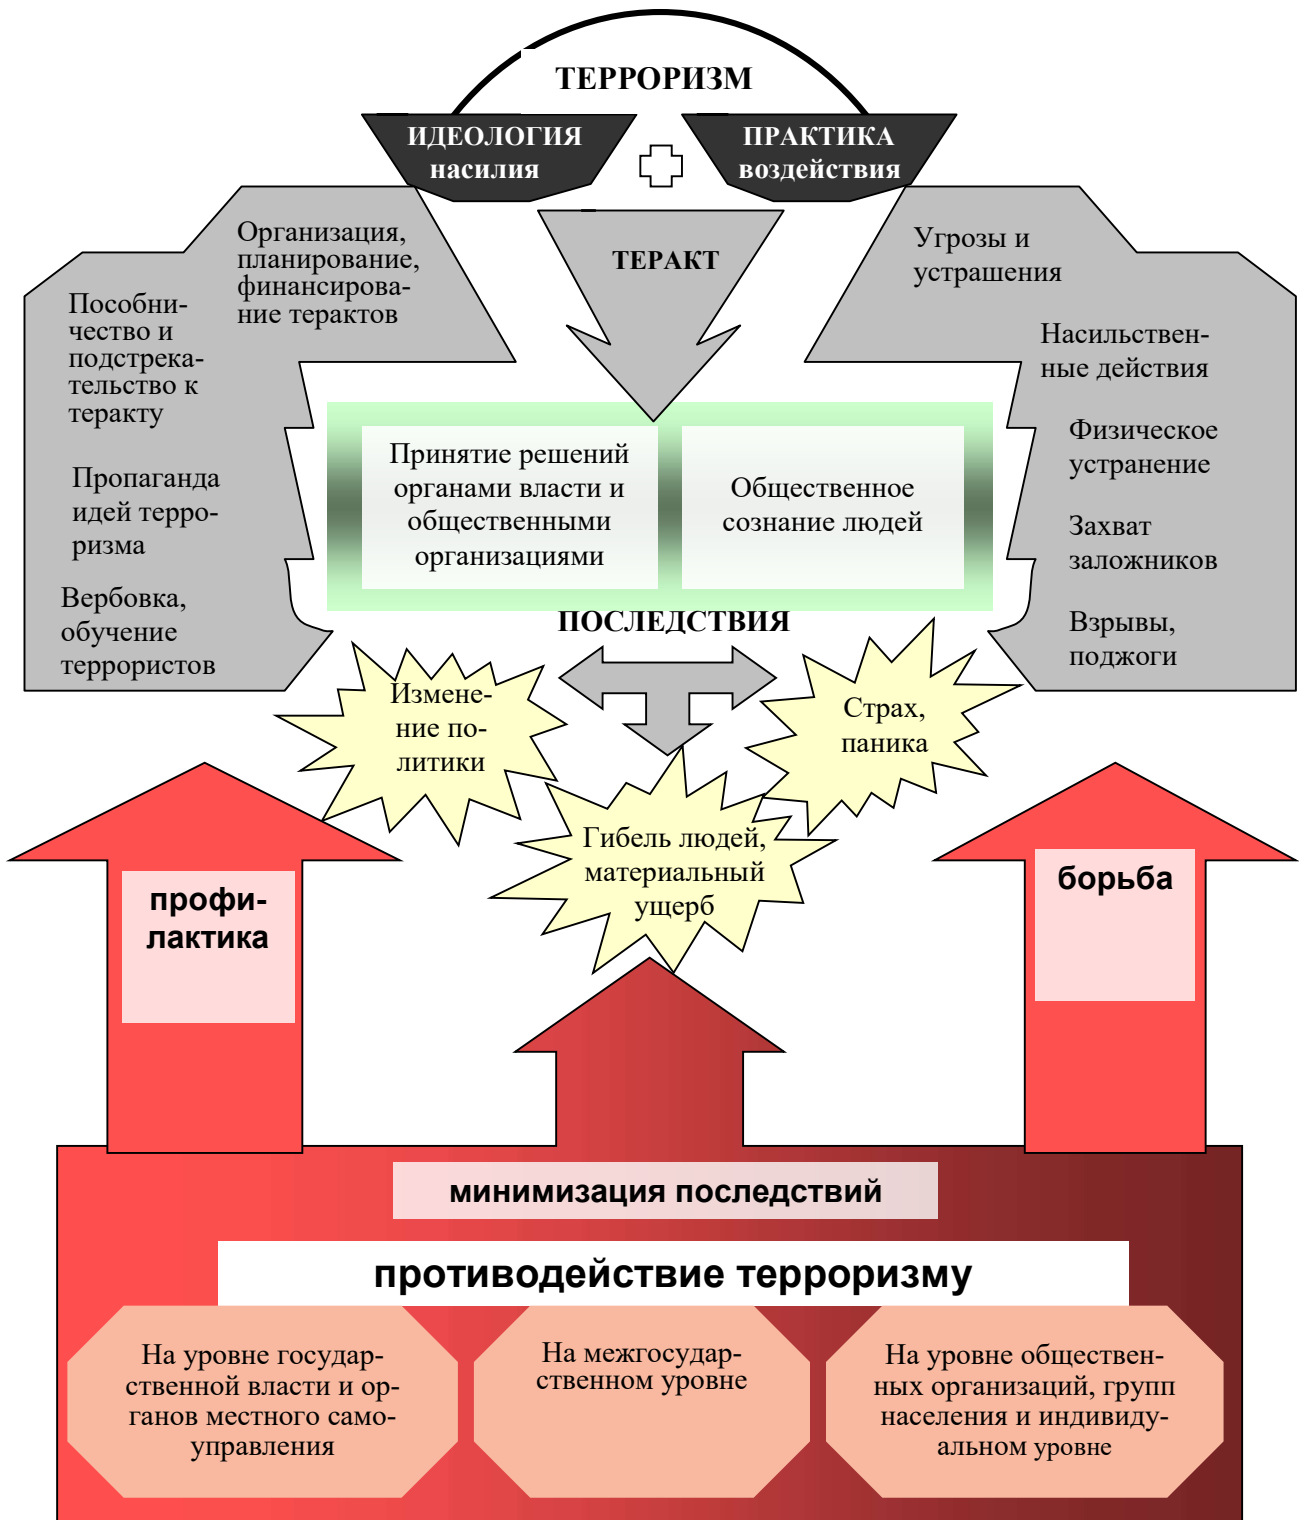 ТЕРРОРИЗМ
ИДЕОЛОГИЯ
насилия
ПРАКТИКА
воздействия
ТЕРАКТ
Организация,
планирование,
финансирова-
ние терактов
Пособни-
чество и
подстрека-
тельство к
теракту
Пропаганда
идей терро-
ризма
Вербовка,
обучение
террористов
Угрозы и
устрашения
Насильствен-
ные действия
Физическое
устранение
Захват
заложников
Взрывы,
поджоги
Принятие решений
органами власти и
общественными
организациями
Общественное
сознание людей
ПОСЛЕДСТВИЯ
Измене-
ние по-
литики
Страх,
паника
Гибель людей,
материальный
ущерб
профи-
лактика
борьба
минимизация последствий
противодействие терроризму
На уровне государ-
ственной власти и ор-
ганов местного само-
управления
На межгосудар-
ственном уровне
На уровне обществен-
ных организаций, групп
населения и индивиду-
альном уровне